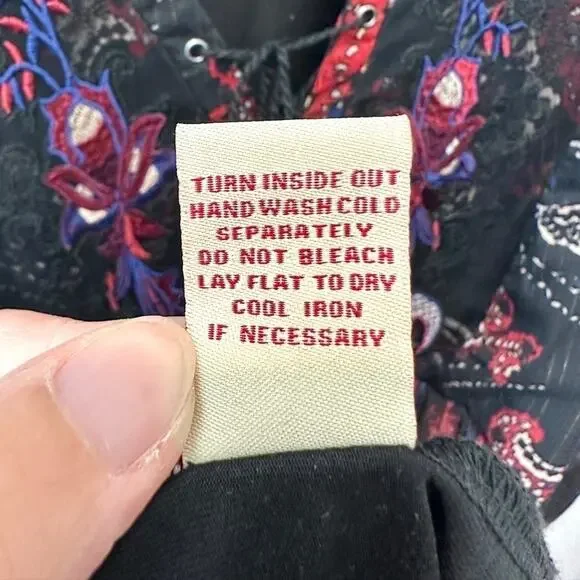 TURN INSIDE OUT
HAND WASH COLD
SEPARATELY
DO NOT BLEACH
LAY FLAT TO DRY
COOL IRON
IF NECESSARY